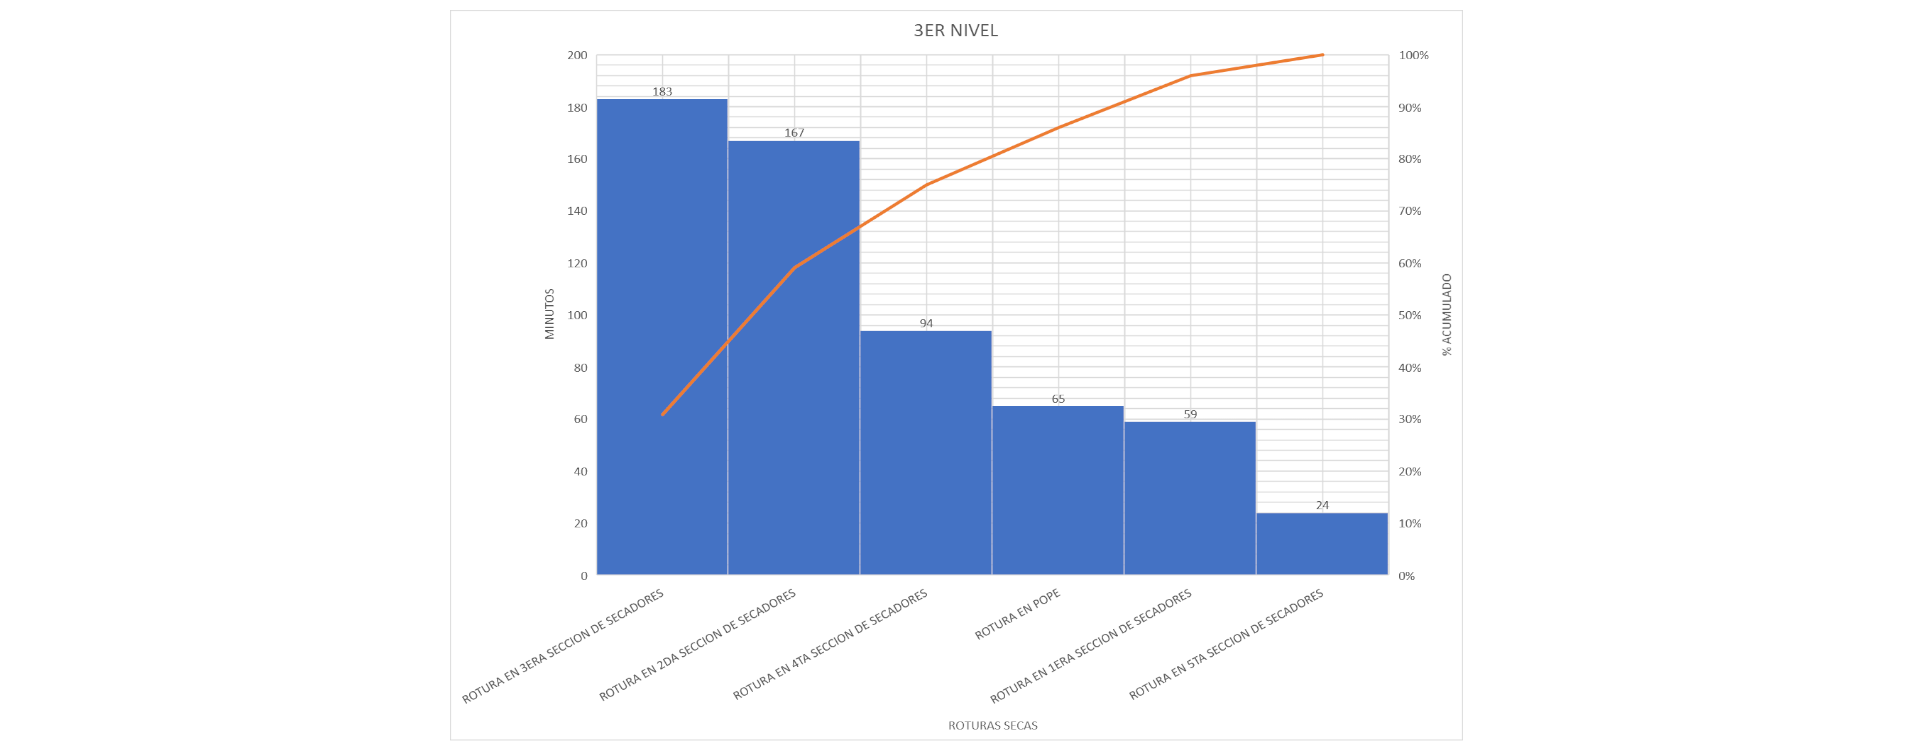 3ER NIVEL
200
180
160
140
120
100
80
60
40
20
0
MINUTOS
183
167
94
65
59
24
100%
90%
80%
70%
60%
50%
40%
30%
20%
10%
0%
% ACUMULADO
ROTURA EN 3ERA SECCION DE SECADORES
ROTURA EN 2DA SECCION DE SECADORES
ROTURA EN 4TA SECCION DE SECADORES
ROTURA EN POPE
ROTURA EN 1ERA SECCION DE SECADORES
ROTURA EN 5TA SECCION DE SECADORES
ROTURAS SECAS